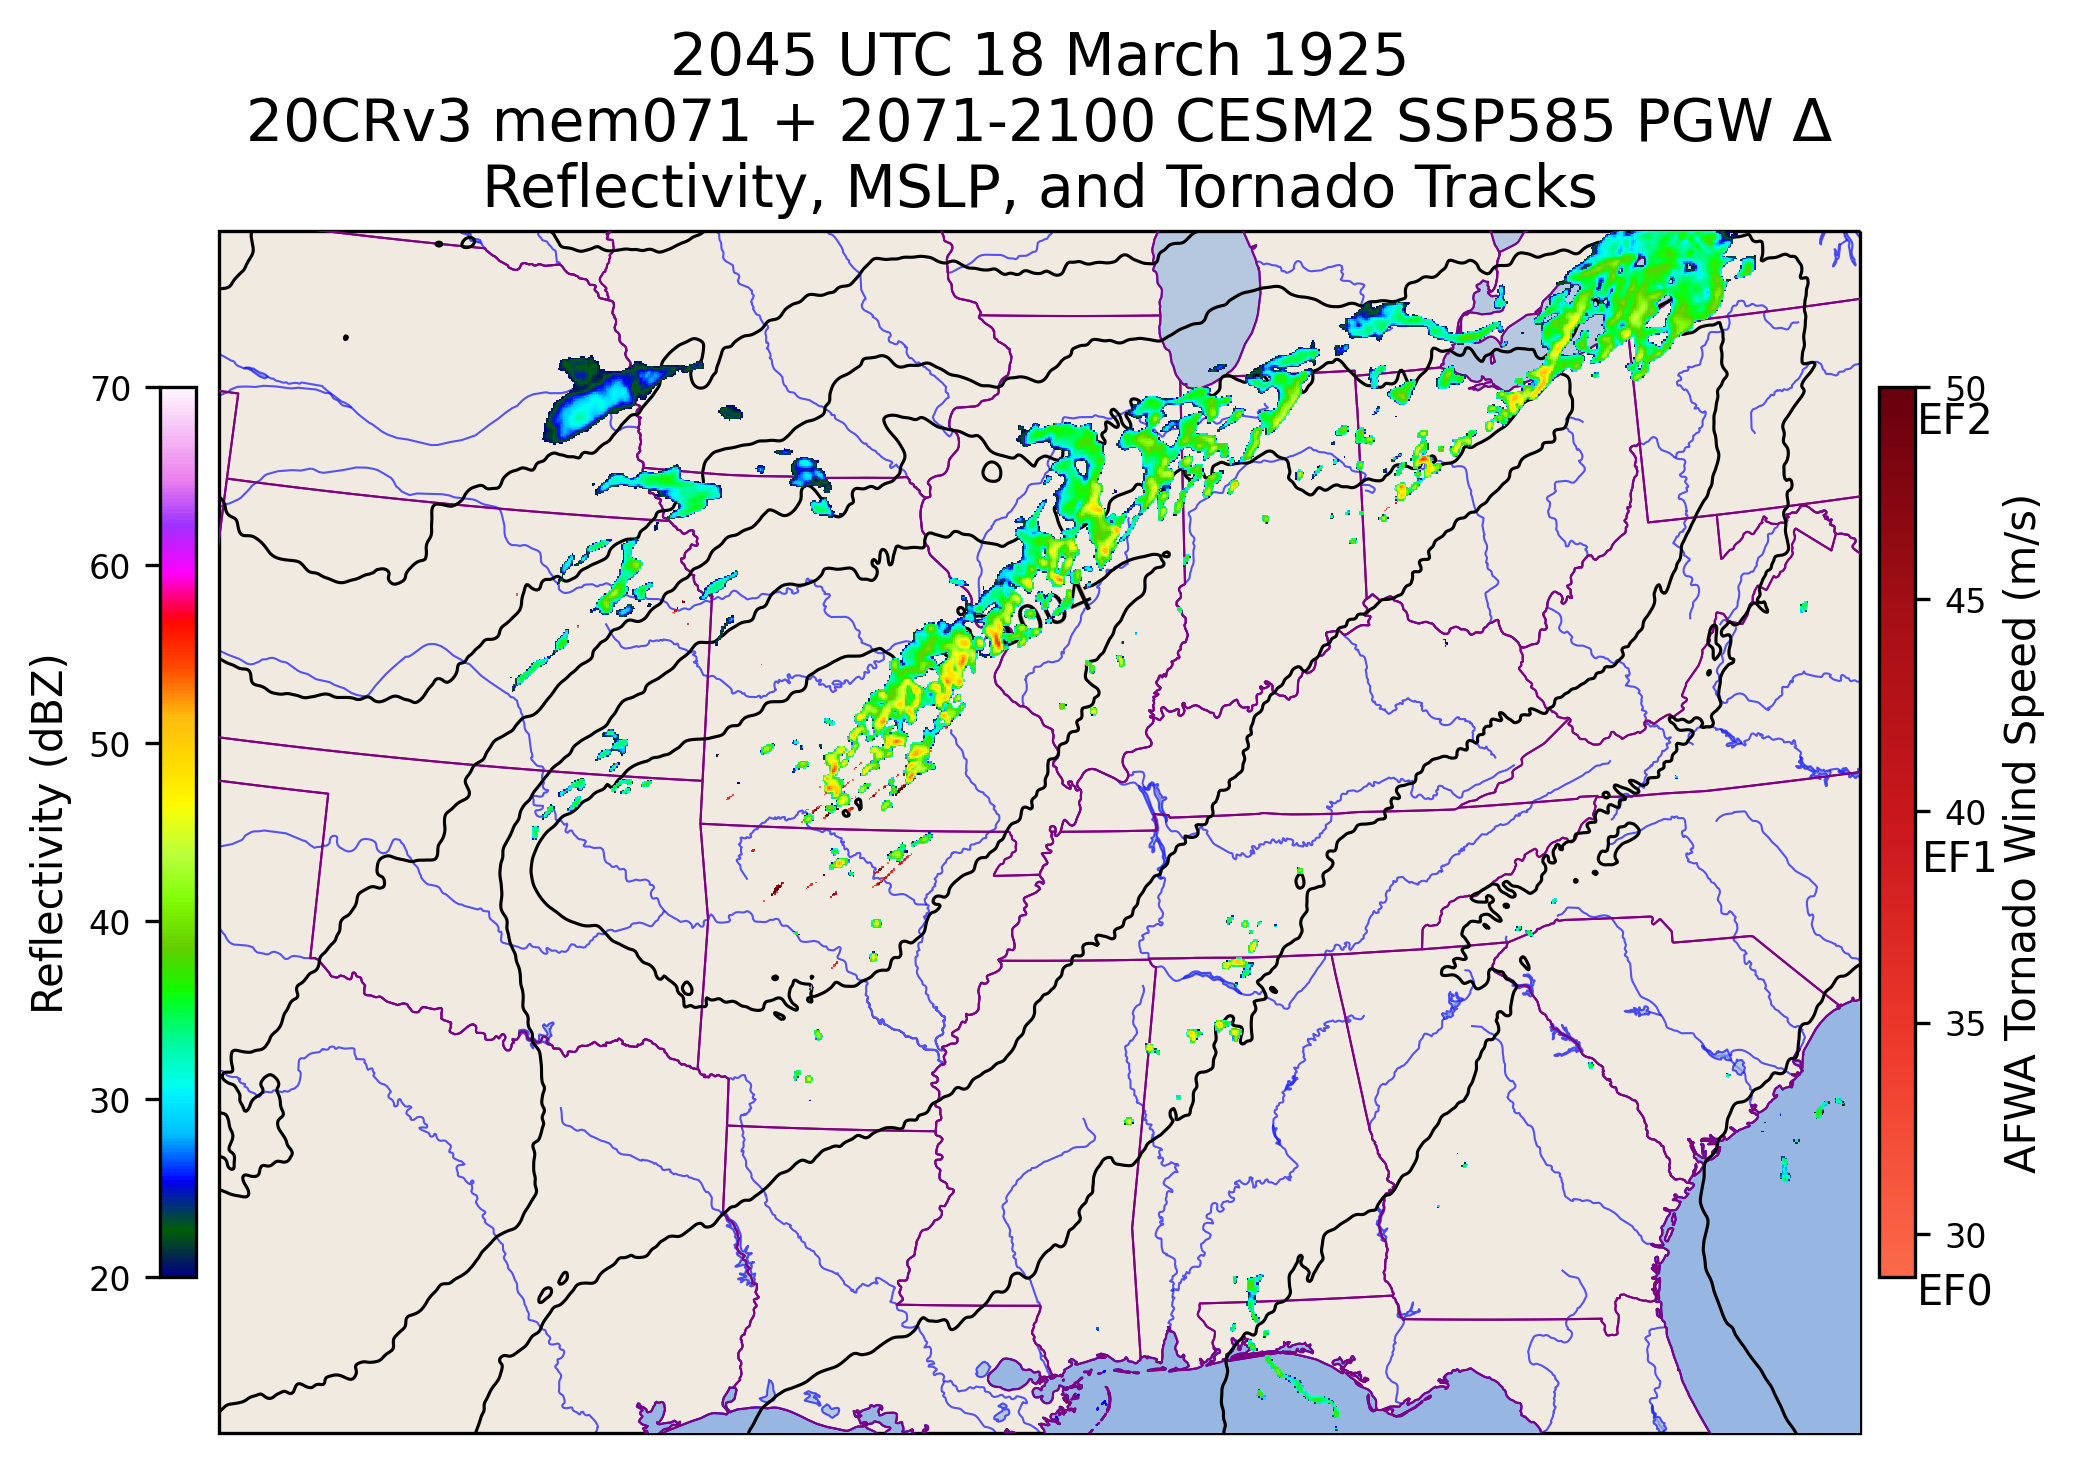 2045 UTC 18 March 1925
20CRv3 mem071 + 2071-2100 CESM2 SSP585 PGW Δ
Reflectivity, MSLP, and Tornado Tracks
Reflectivity (dBZ)
70
60
50
40
30
20
50
EF2
45
40
EF1
35
30
EF0
AFWA Tornado Wind Speed (m/s)